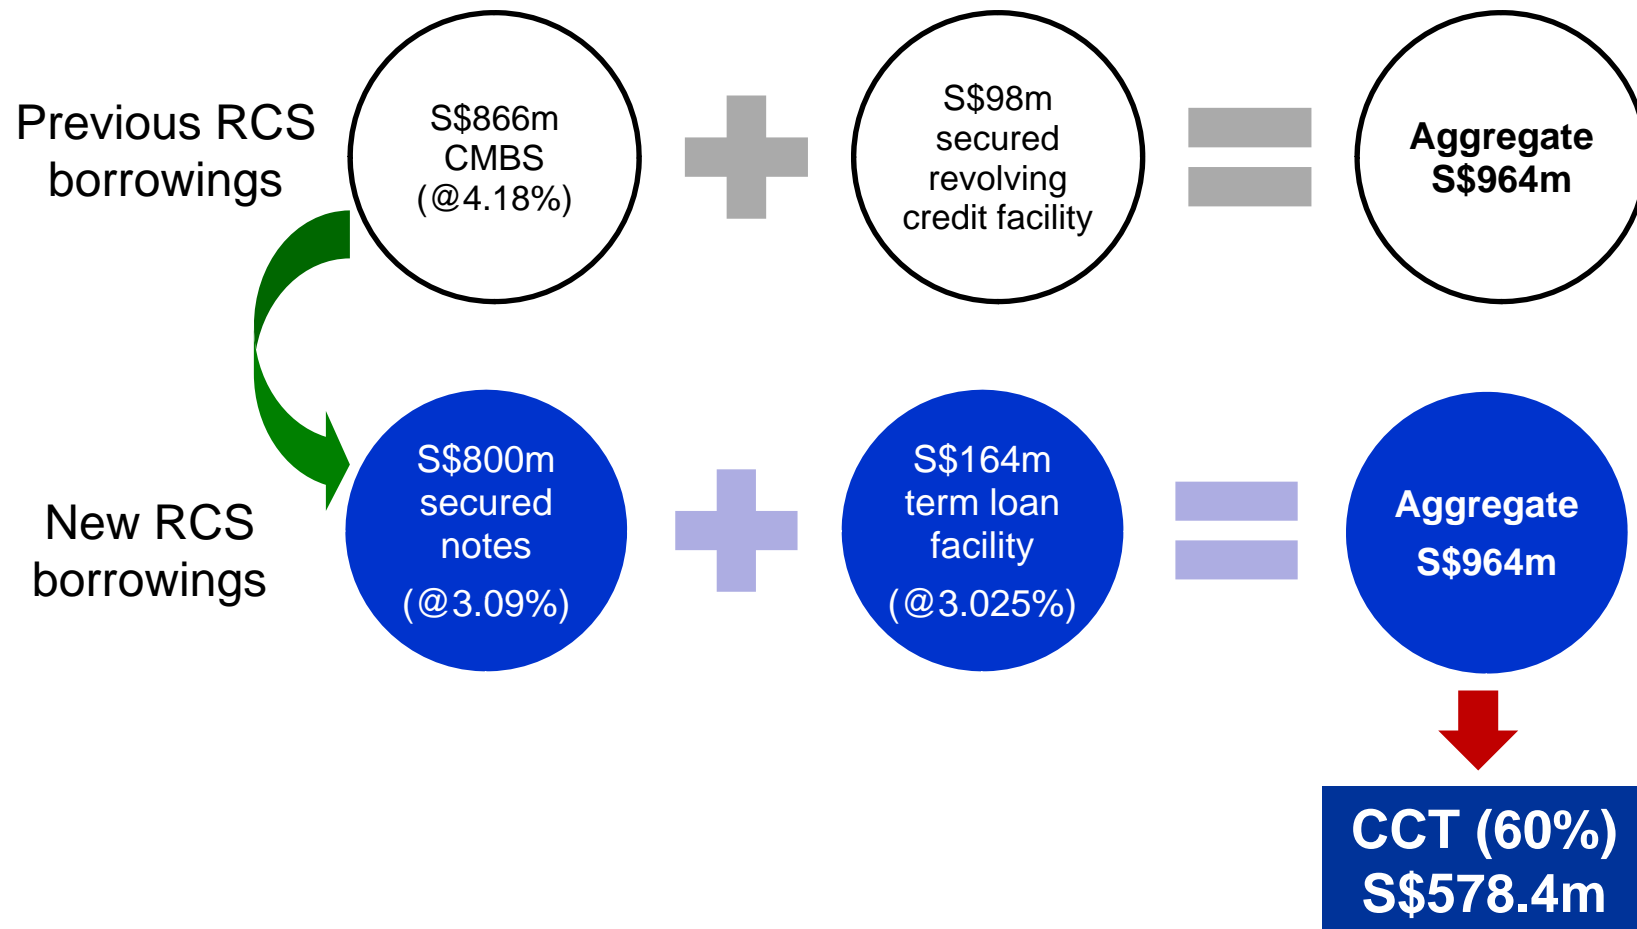 Previous RCS
borrowings
S$866m
CMBS
(@4.18%)
S$98m
secured
revolving
credit facility
Aggregate
S$964m
New RCS
borrowings
S$800m
secured
notes
(@3.09%)
S$164m
term loan
facility
(@3.025%)
Aggregate
S$964m
CCT (60%)
S$578.4m